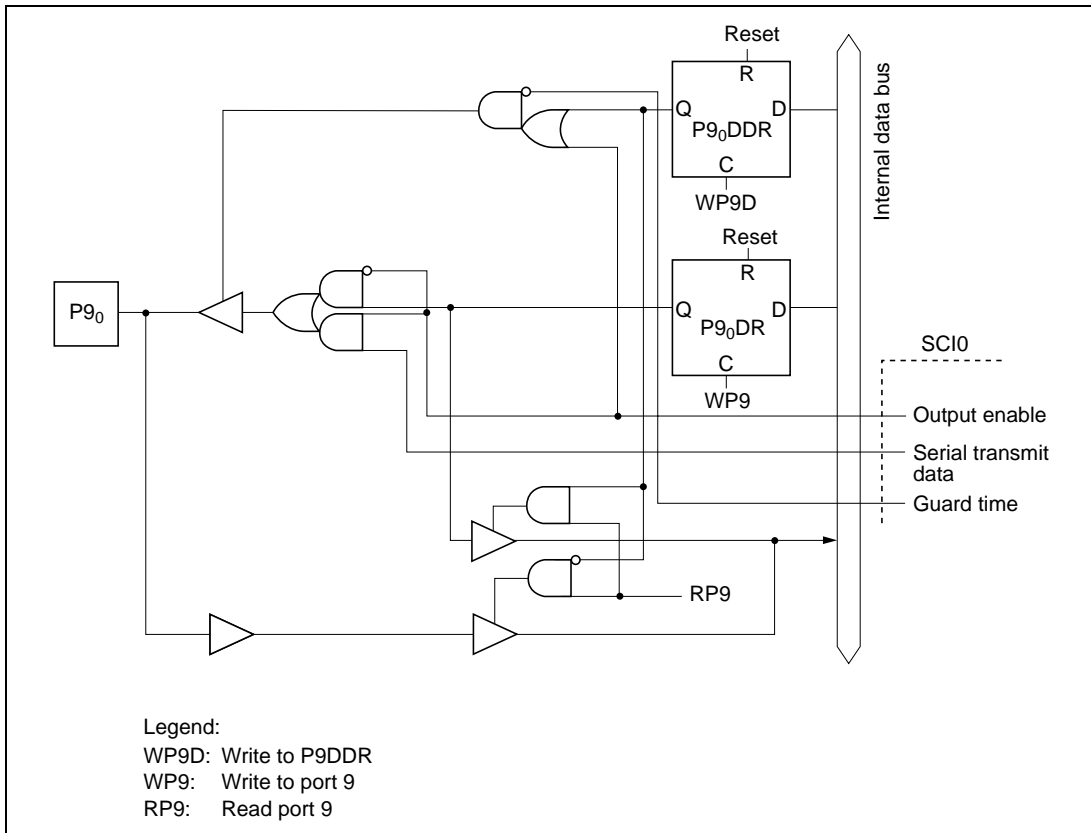 Reset
R
Q
D
P9₀DDR
C
WP9D
Internal data bus
Reset
R
P9₀
Q
D
P9₀DR
C
WP9
SCI0
Output enable
Serial transmit
data
Guard time
RP9
Legend:
WP9D: Write to P9DDR
WP9: Write to port 9
RP9: Read port 9